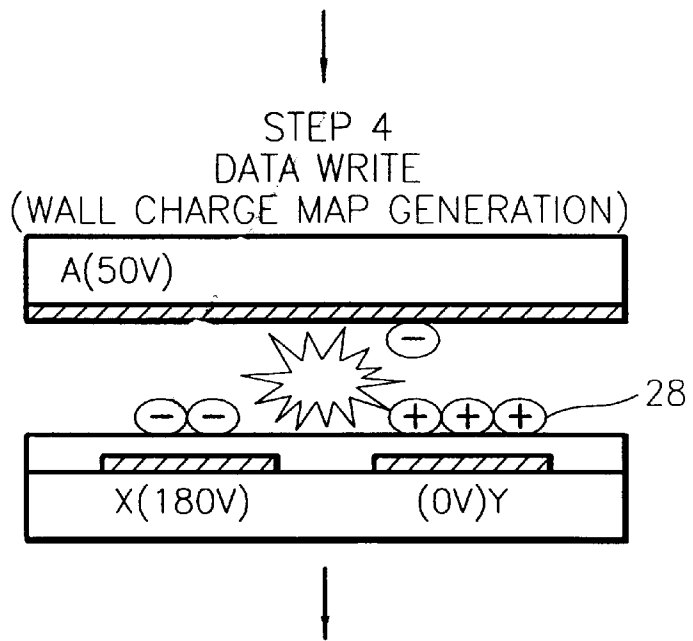 STEP 4
DATA WRITE
(WALL CHARGE MAP GENERATION)
A(50V)
−
− − + + +
28
X(180V) (0V)Y